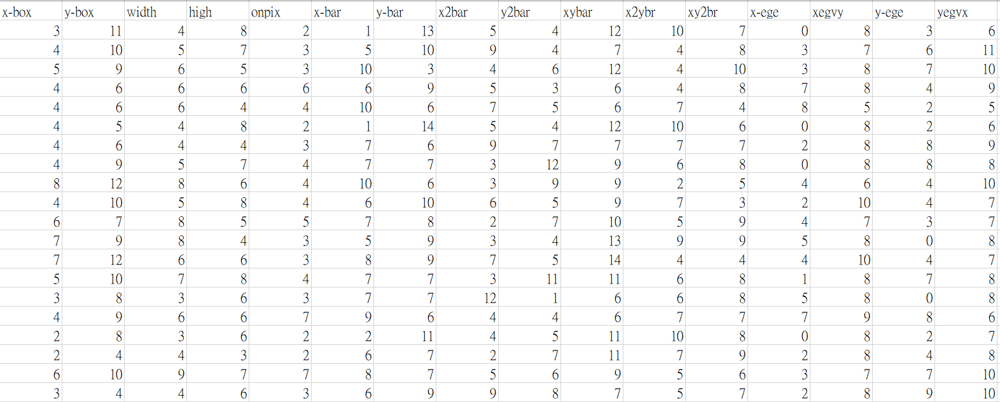 x-box y-box width high onpix x-bar y-bar x2bar y2bar xybar x2ybr xy2br x-ege xegvy y-ege yegvx
3 11 4 8 2 1 13 5 4 12 10 7 0 8 3 6
4 10 5 7 3 5 10 9 4 7 4 8 3 7 6 11
5 9 6 5 3 10 3 4 6 12 4 10 3 8 7 10
4 6 6 6 6 6 9 5 3 6 4 8 7 8 4 9
4 6 6 4 4 10 6 7 5 6 7 4 8 5 2 5
4 5 4 8 2 1 14 5 4 12 10 6 0 8 2 6
4 6 4 4 3 7 6 9 7 7 7 7 2 8 8 9
4 9 5 7 4 7 7 3 12 9 6 8 0 8 8 8
8 12 8 6 4 10 6 3 9 9 2 5 4 6 4 10
4 10 5 8 4 6 10 6 5 9 7 3 2 10 4 7
6 7 8 5 5 7 8 2 7 10 5 9 4 7 3 7
7 9 8 4 3 5 9 3 4 13 9 9 5 8 0 8
7 12 6 6 3 8 9 7 5 14 4 4 4 10 4 7
5 10 7 8 4 7 7 3 11 11 6 8 1 8 7 8
3 8 3 6 3 7 7 12 1 6 6 8 5 8 0 8
4 9 6 6 7 9 6 4 4 6 7 7 7 9 8 6
2 8 3 6 2 2 11 4 5 11 10 8 0 8 2 7
2 4 4 3 2 6 7 2 7 11 7 9 2 8 4 8
6 10 9 7 7 8 7 5 6 9 5 6 3 7 7 10
3 4 4 6 3 6 9 9 8 7 5 7 2 8 9 10